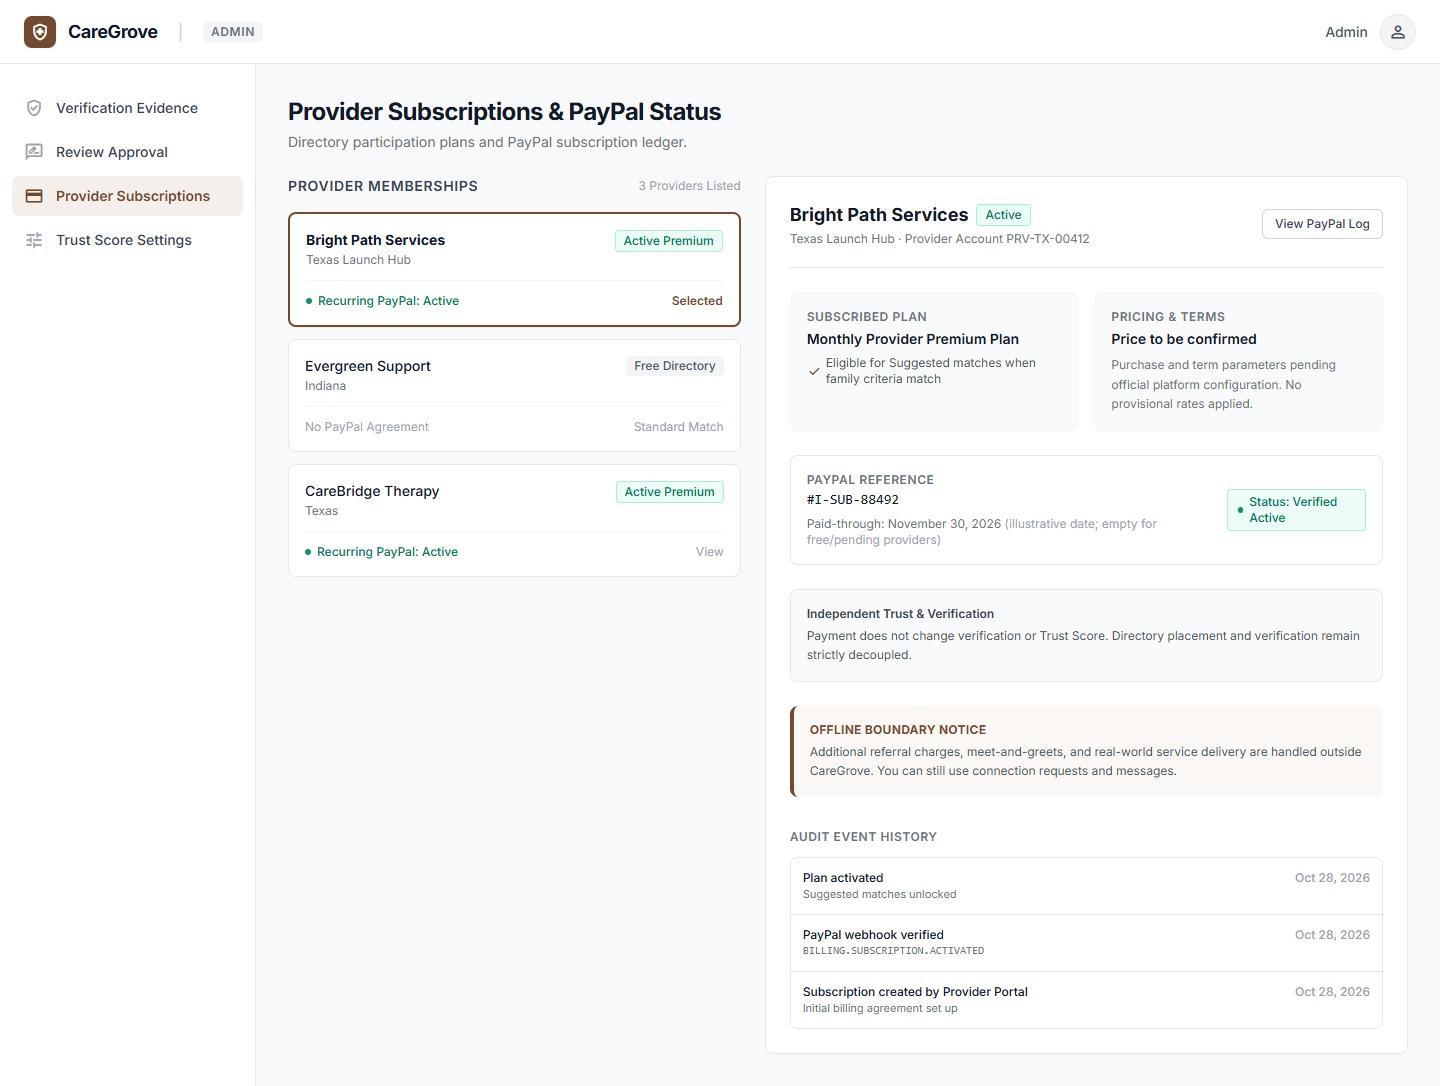 CareGrove
ADMIN
Admin
Verification Evidence
Review Approval
Provider Subscriptions
Trust Score Settings
Provider Subscriptions & PayPal Status
Directory participation plans and PayPal subscription ledger.
PROVIDER MEMBERSHIPS
3 Providers Listed
Bright Path Services
Active Premium
Texas Launch Hub
Recurring PayPal: Active
Selected
Evergreen Support
Free Directory
Indiana
No PayPal Agreement
Standard Match
CareBridge Therapy
Active Premium
Texas
Recurring PayPal: Active
View
Bright Path Services
Active
Texas Launch Hub · Provider Account PRV-TX-00412
View PayPal Log
SUBSCRIBED PLAN
Monthly Provider Premium Plan
Eligible for Suggested matches when
family criteria match
PRICING & TERMS
Price to be confirmed
Purchase and term parameters pending
official platform configuration. No
provisional rates applied.
PAYPAL REFERENCE
#I-SUB-88492
Paid-through: November 30, 2026 (illustrative date; empty for
free/pending providers)
Status: Verified
Active
Independent Trust & Verification
Payment does not change verification or Trust Score. Directory placement and verification remain
strictly decoupled.
OFFLINE BOUNDARY NOTICE
Additional referral charges, meet-and-greets, and real-world service delivery are handled outside
CareGrove. You can still use connection requests and messages.
AUDIT EVENT HISTORY
Plan activated
Oct 28, 2026
Suggested matches unlocked
PayPal webhook verified
Oct 28, 2026
BILLING.SUBSCRIPTION.ACTIVATED
Subscription created by Provider Portal
Oct 28, 2026
Initial billing agreement set up